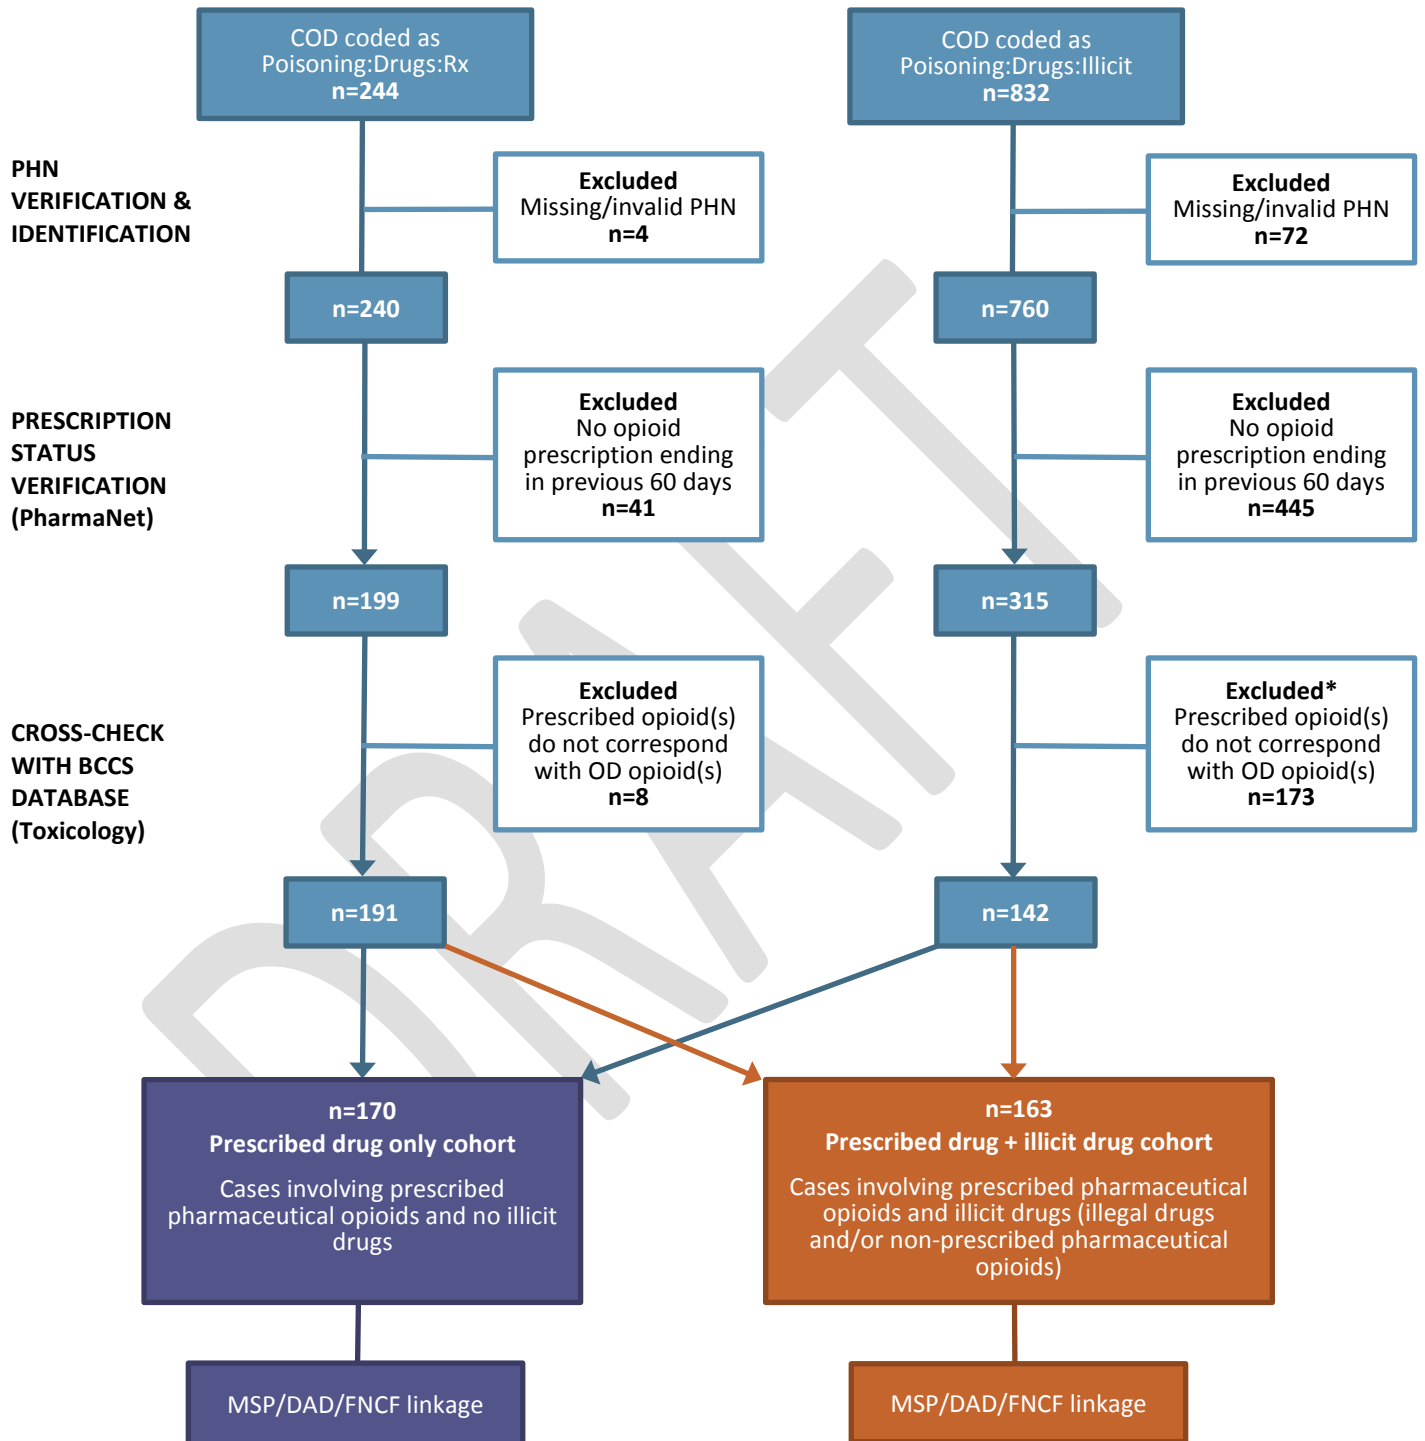 COD coded as
Poisoning:Drugs:Rx
n=244
COD coded as
Poisoning:Drugs:Illicit
n=832
PHN
VERIFICATION &
IDENTIFICATION
Excluded
Missing/invalid PHN
n=4
Excluded
Missing/invalid PHN
n=72
n=240
n=760
PRESCRIPTION
STATUS
VERIFICATION
(PharmaNet)
Excluded
No opioid
prescription ending
in previous 60 days
n=41
Excluded
No opioid
prescription ending
in previous 60 days
n=445
n=199
n=315
CROSS-CHECK
WITH BCCS
DATABASE
(Toxicology)
Excluded
Prescribed opioid(s)
do not correspond
with OD opioid(s)
n=8
Excluded*
Prescribed opioid(s)
do not correspond
with OD opioid(s)
n=173
n=191
n=142
n=170
Prescribed drug only cohort
Cases involving prescribed
pharmaceutical opioids and no illicit
drugs
n=163
Prescribed drug + illicit drug cohort
Cases involving prescribed pharmaceutical
opioids and illicit drugs (illegal drugs
and/or non-prescribed pharmaceutical
opioids)
MSP/DAD/FNCF linkage
MSP/DAD/FNCF linkage
DRAFT